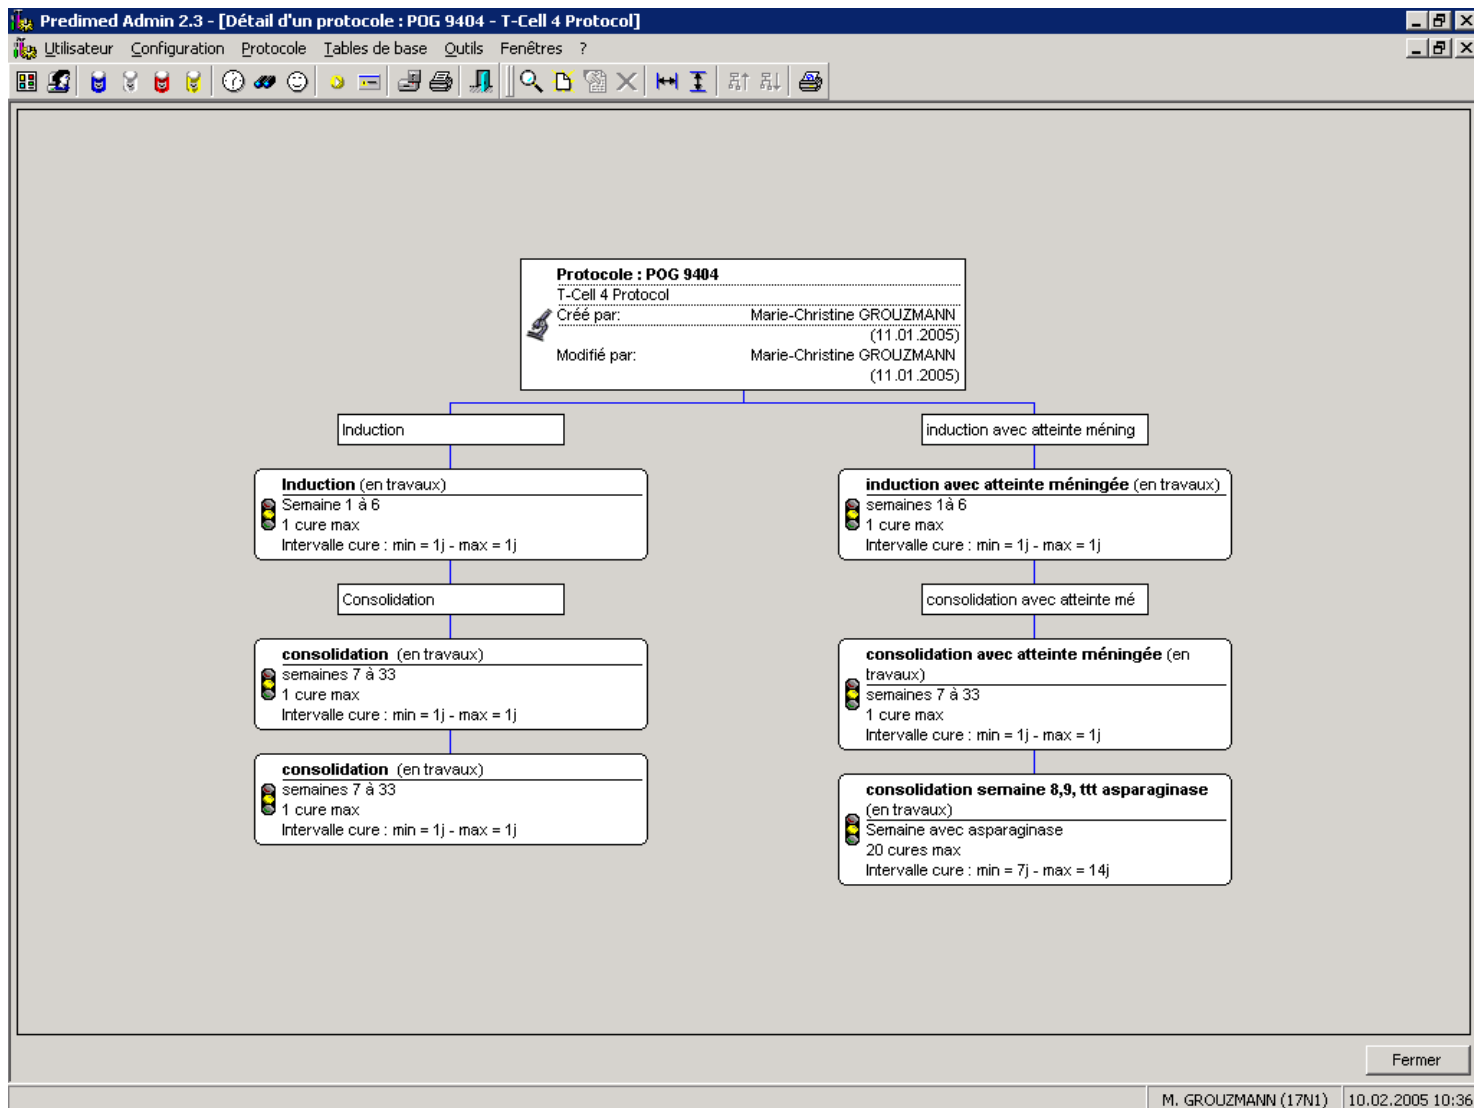 Predimed Admin 2.3 - [Détail d'un protocole : POG 9404 - T-Cell 4 Protocol]
Utilisateur Configuration Protocole Tables de base Outils Fenêtres ?
Protocole : POG 9404
T-Cell 4 Protocol
Créé par: Marie-Christine GROUZMANN
(11.01.2005)
Modifié par: Marie-Christine GROUZMANN
(11.01.2005)
Induction
Induction (en travaux)
Semaine 1 à 6
1 cure max
Intervalle cure : min = 1j - max = 1j
Consolidation
consolidation (en travaux)
semaines 7 à 33
1 cure max
Intervalle cure : min = 1j - max = 1j
consolidation (en travaux)
semaines 7 à 33
1 cure max
Intervalle cure : min = 1j - max = 1j
induction avec atteinte méning
induction avec atteinte méningée (en travaux)
semaines 1à 6
1 cure max
Intervalle cure : min = 1j - max = 1j
consolidation avec atteinte mé
consolidation avec atteinte méningée (en
travaux)
semaines 7 à 33
1 cure max
Intervalle cure : min = 1j - max = 1j
consolidation semaine 8,9, ttt asparaginase
(en travaux)
Semaine avec asparaginase
20 cures max
Intervalle cure : min = 7j - max = 14j
Fermer
M. GROUZMANN (17N1) 10.02.2005 10:36